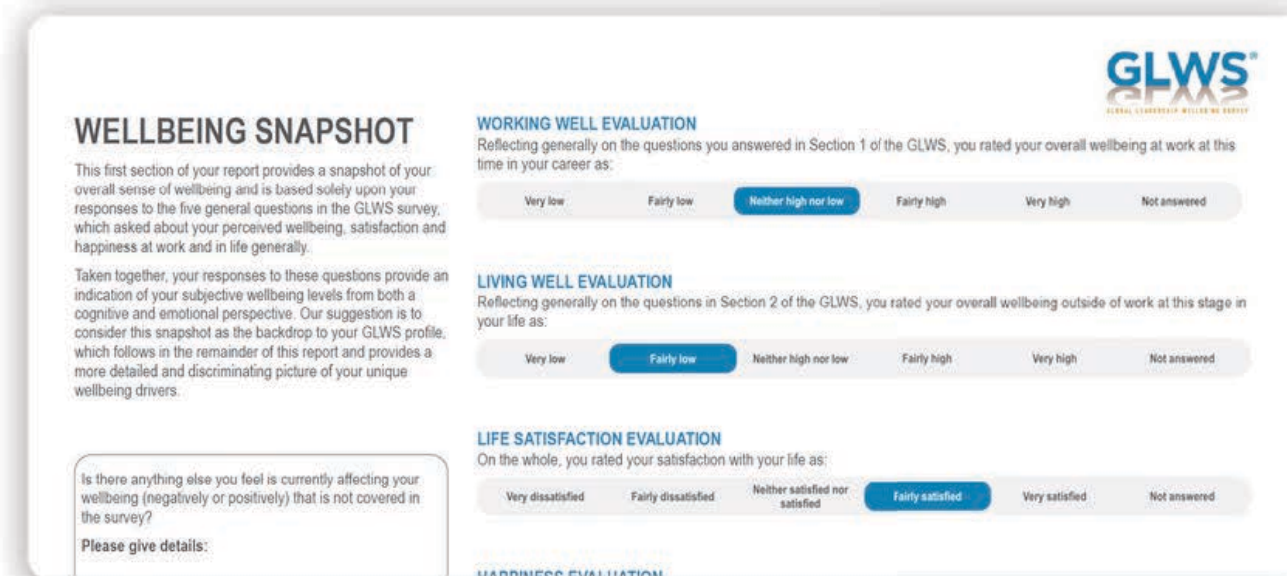 GLWS®
GLOBAL LEADERSHIP WELLBEING SURVEY
WELLBEING SNAPSHOT
This first section of your report provides a snapshot of your
overall sense of wellbeing and is based solely upon your
responses to the five general questions in the GLWS survey,
which asked about your perceived wellbeing, satisfaction and
happiness at work and in life generally.
Taken together, your responses to these questions provide an
indication of your subjective wellbeing levels from both a
cognitive and emotional perspective. Our suggestion is to
consider this snapshot as the backdrop to your GLWS profile,
which follows in the remainder of this report and provides a
more detailed and discriminating picture of your unique
wellbeing drivers.
Is there anything else you feel is currently affecting your
wellbeing (negatively or positively) that is not covered in
the survey?
Please give details:
WORKING WELL EVALUATION
Reflecting generally on the questions you answered in Section 1 of the GLWS, you rated your overall wellbeing at work at this
time in your career as:
Very low Fairly low Neither high nor low Fairly high Very high Not answered
LIVING WELL EVALUATION
Reflecting generally on the questions in Section 2 of the GLWS, you rated your overall wellbeing outside of work at this stage in
your life as:
Very low Fairly low Neither high nor low Fairly high Very high Not answered
LIFE SATISFACTION EVALUATION
On the whole, you rated your satisfaction with your life as:
Very dissatisfied Fairly dissatisfied Neither satisfied nor
satisfied Fairly satisfied Very satisfied Not answered
HAPPINESS EVALUATION